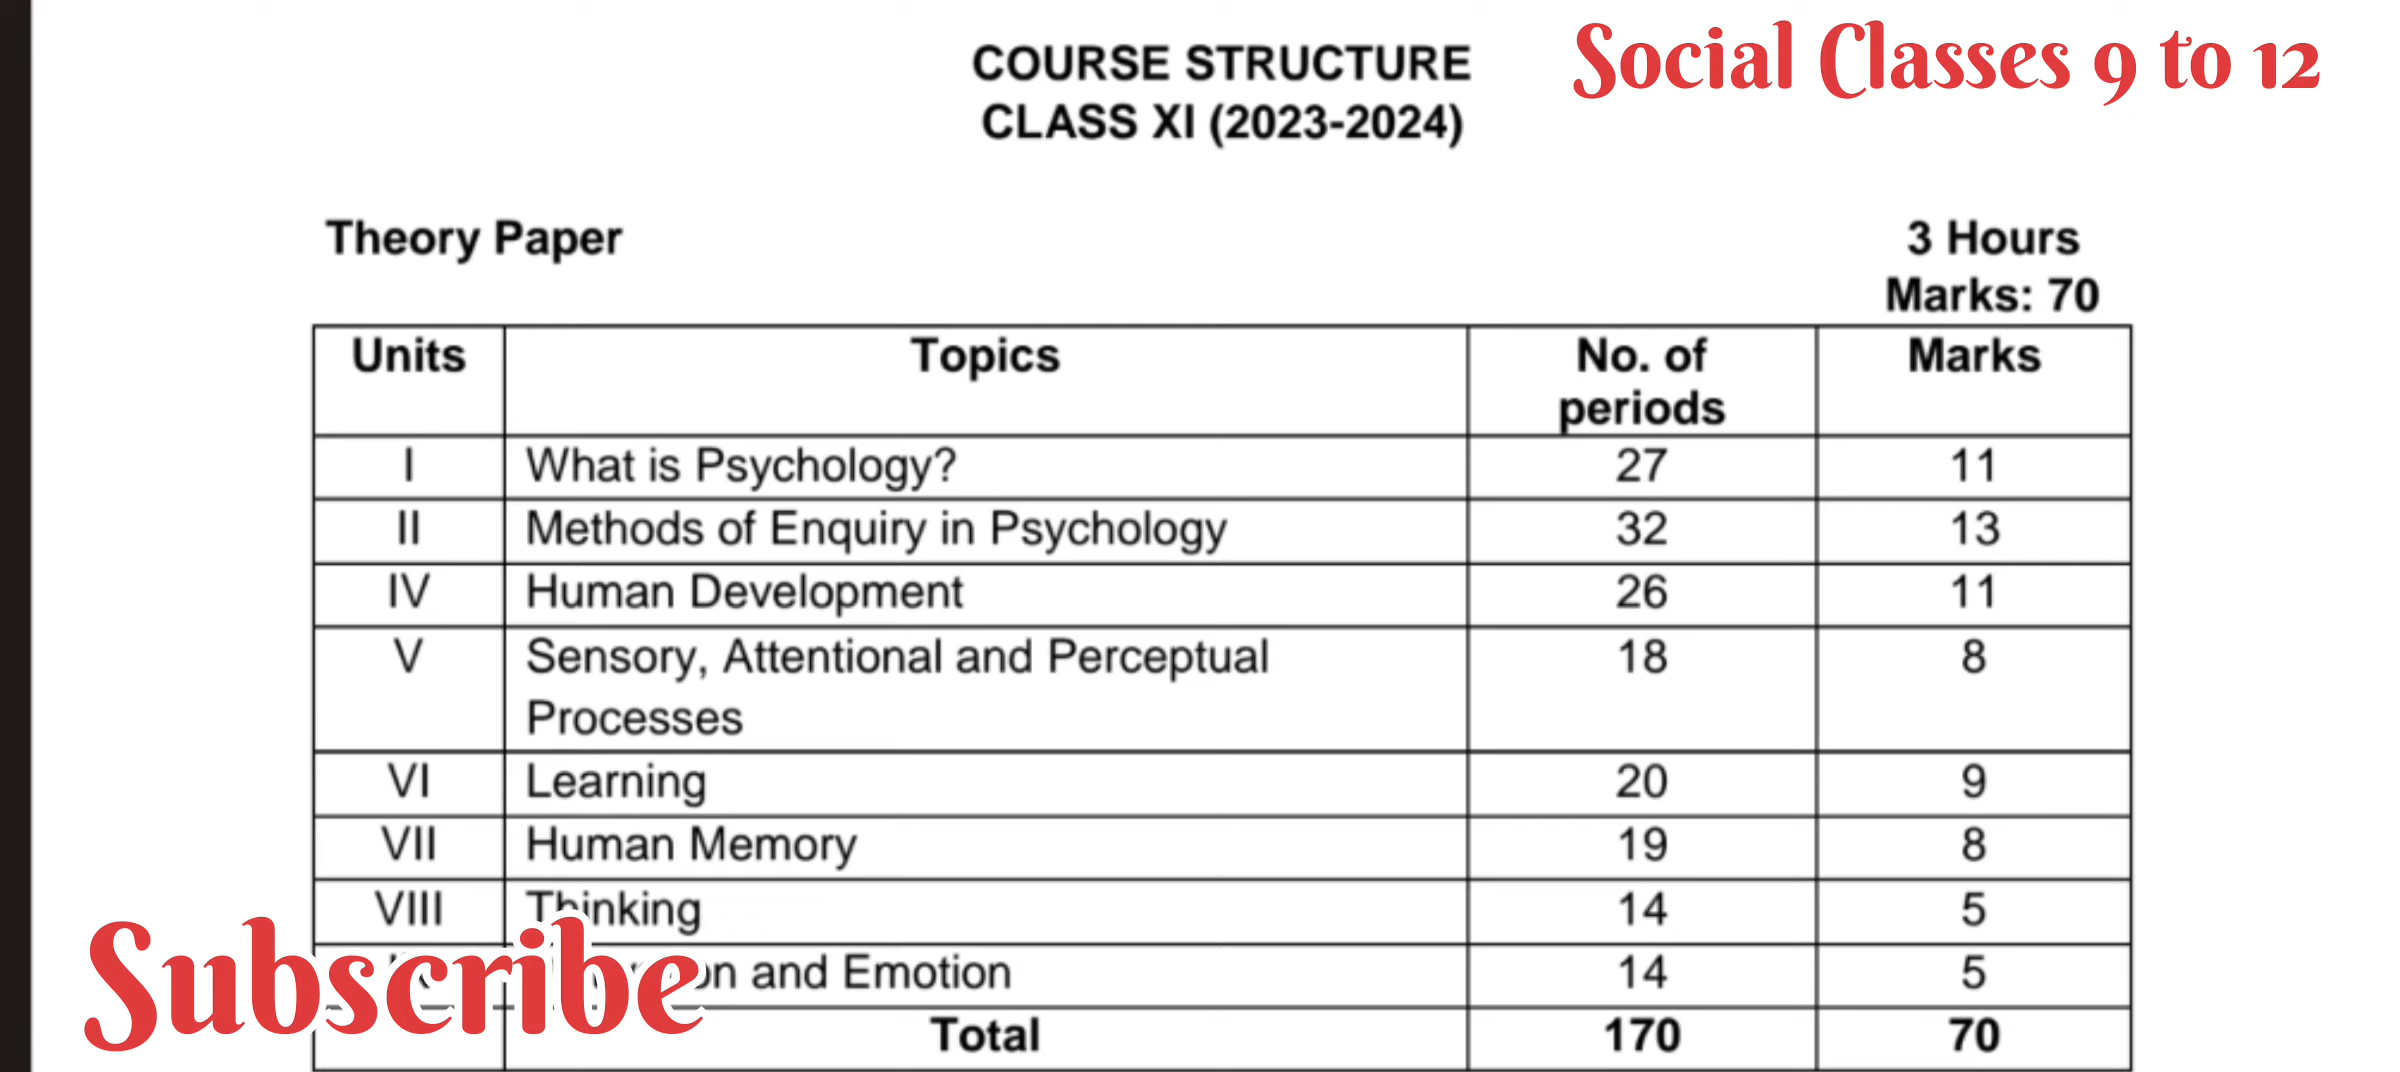 COURSE STRUCTURE
Social Classes 9 to 12
CLASS XI (2023-2024)
Theory Paper
3 Hours
Marks: 70
Units Topics No. of periods Marks
I What is Psychology? 27 11
II Methods of Enquiry in Psychology 32 13
IV Human Development 26 11
V Sensory, Attentional and Perceptual
Processes 18 8
VI Learning 20 9
VII Human Memory 19 8
VIII Thinking 14 5
and Emotion 14 5
Subscribe
Total 170 70